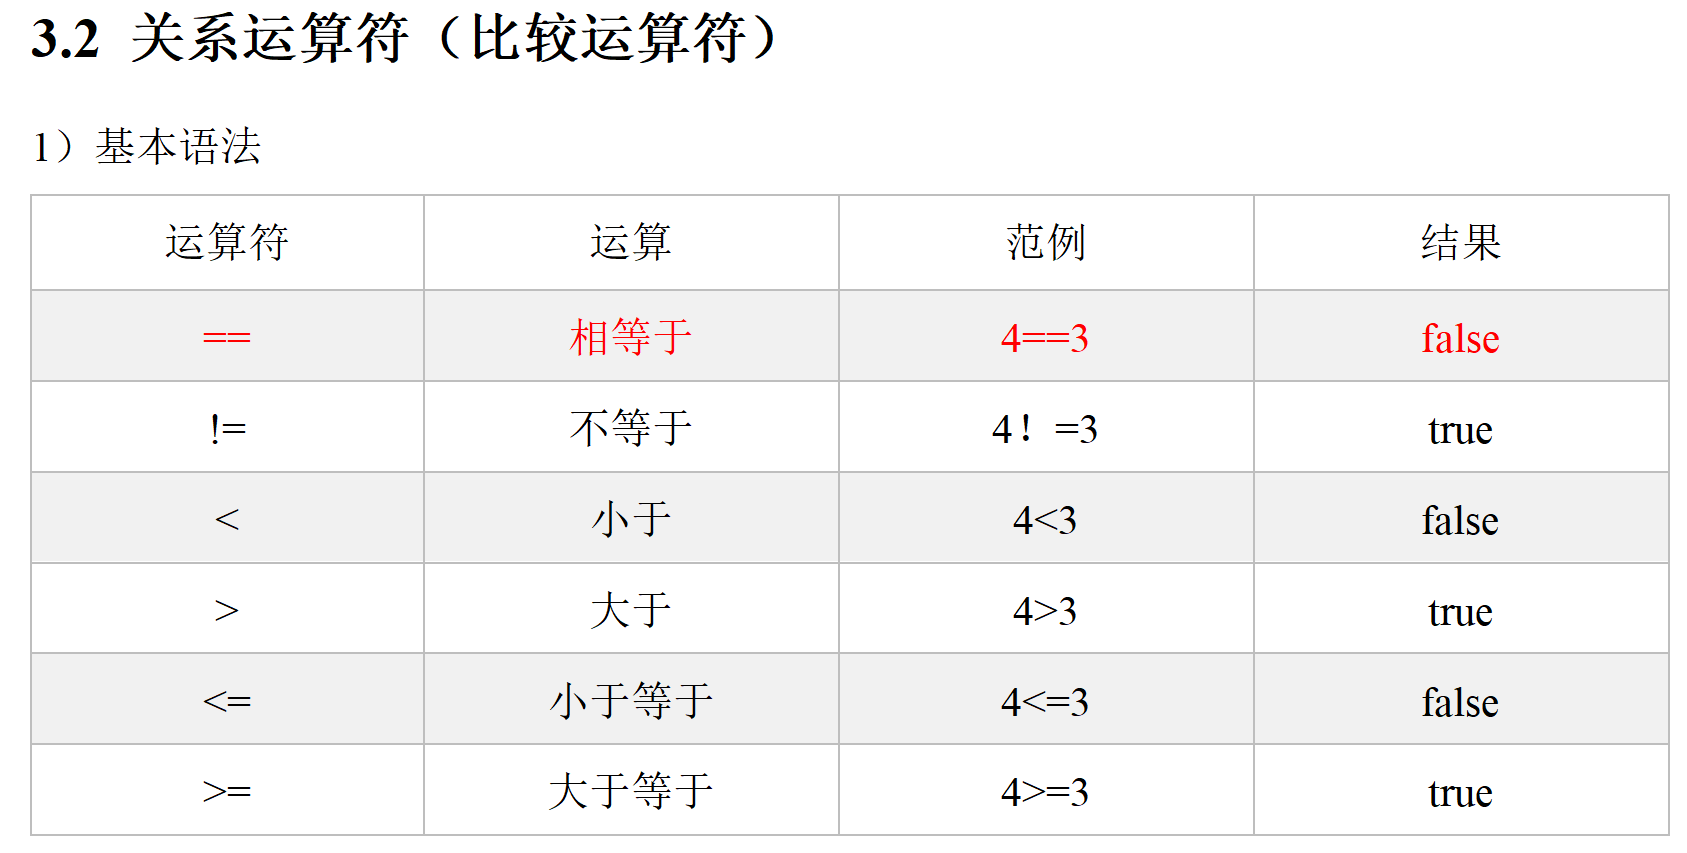 3.2 关系运算符（比较运算符）
1）基本语法
运算符 运算 范例 结果
== 相等于 4==3 false
!= 不等于 4！=3 true
< 小于 4<3 false
> 大于 4>3 true
<= 小于等于 4<=3 false
>= 大于等于 4>=3 true